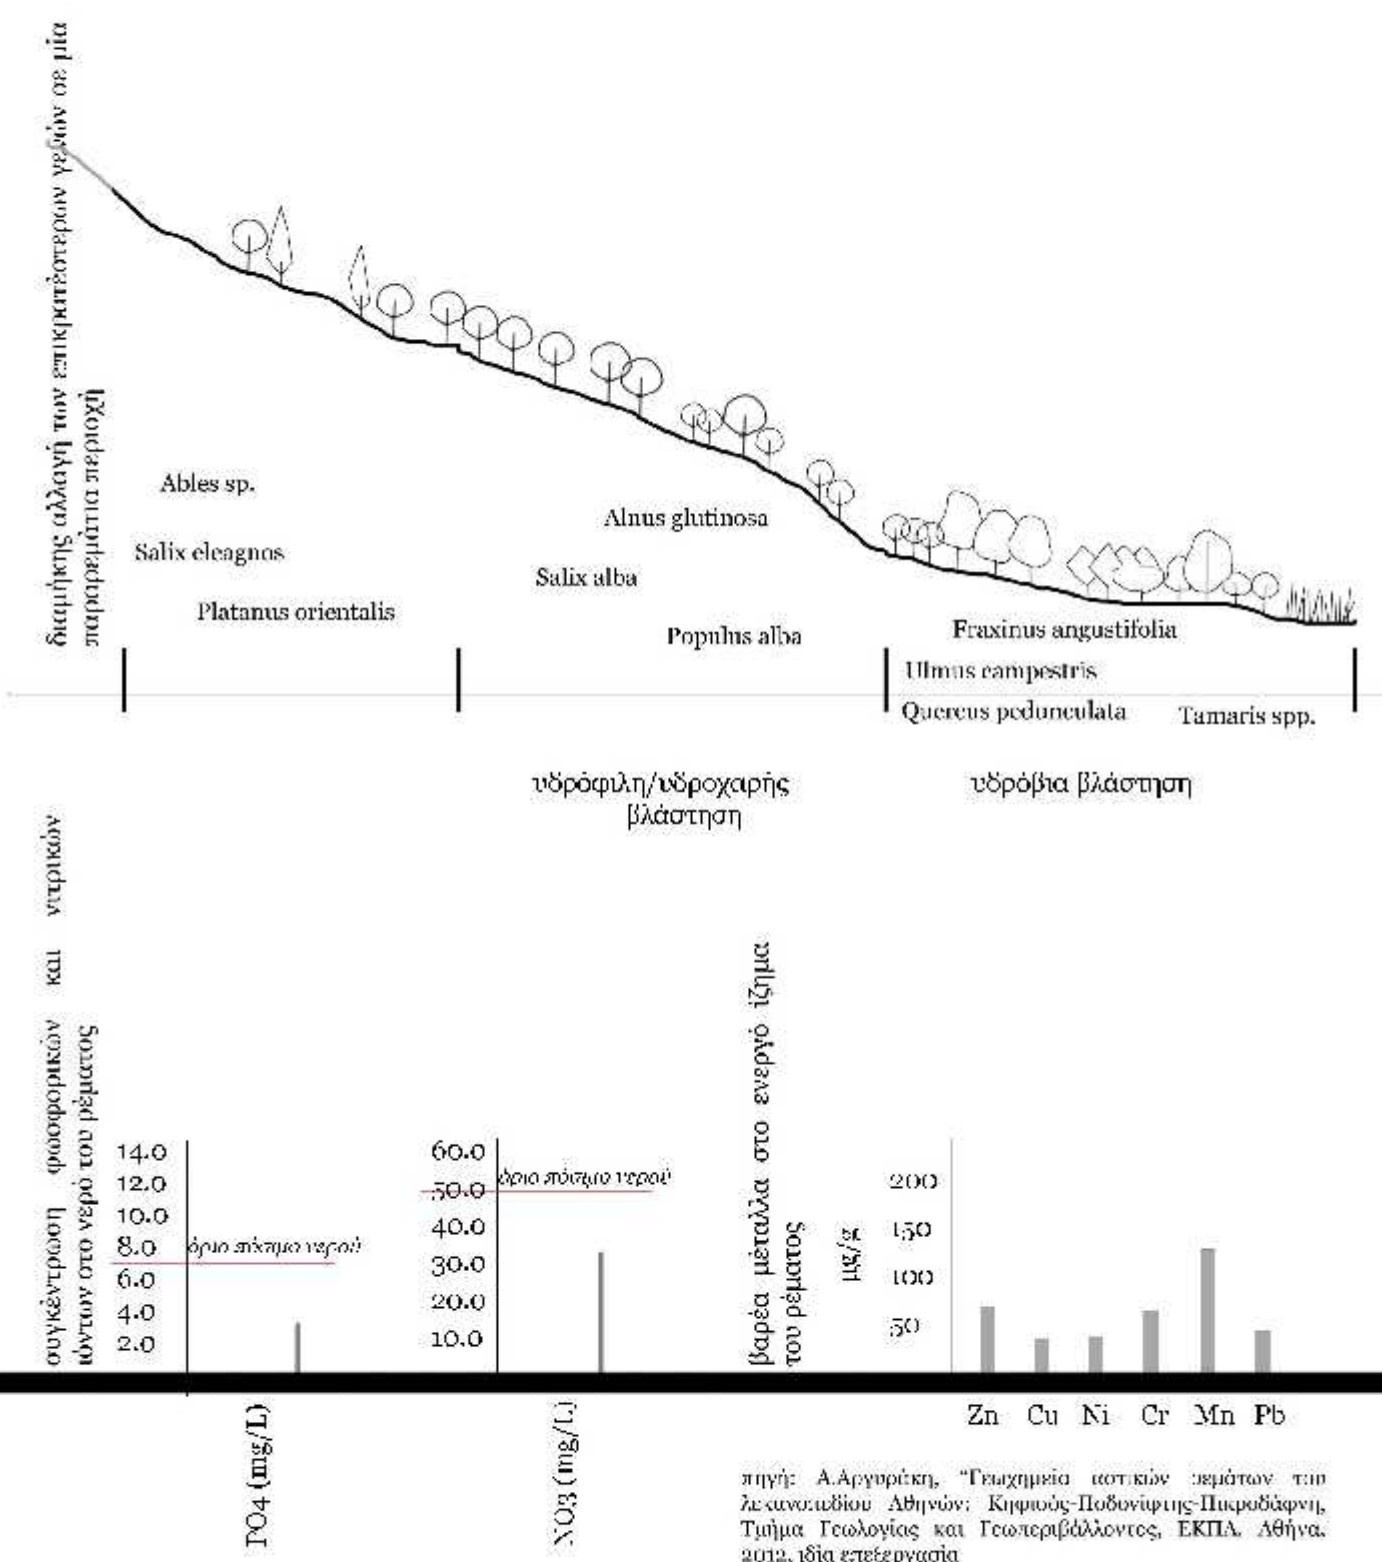 διαμήκης αλλαγή των επικρατέστερων γενών σε μία
παραρεμάτια περιοχή
Ables sp.
Salix eleagnos
Platanus orientalis
Alnus glutinosa
Salix alba
Populus alba
Fraxinus angustifolia
Ulmus campestris
Quercus pedunculata
Tamaris spp.
υδρόφιλη/υδροχαρής
βλάστηση
υδρόβια βλάστηση
συγκέντρωση φωσφορικών και νιτρικών
ιόντων στο νερό του ρέματος
14.0
12.0
10.0
8.0
6.0
4.0
2.0
όριο πόσιμο νερού
PO4 (mg/L)
60.0
50.0
40.0
30.0
20.0
10.0
όριο πόσιμο νερού
NO3 (mg/L)
βαρέα μέταλλα στο ενεργό ίζημα
του ρέματος
μg/g
200
150
100
50
Zn Cu Ni Cr Mn Pb
πηγή: Α.Αργυράκη, "Γεωχημεία αστικών ρεμάτων του
λεκανοπεδίου Αθηνών: Κηφισός-Ποδονίφτης-Πικροδάφνη,
Τμήμα Γεωλογίας και Γεωπεριβάλλοντος, ΕΚΠΑ. Αθήνα.
2012. ιδία επεξεργασία